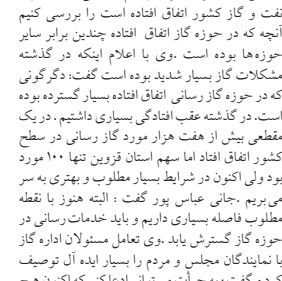 نفت و گاز کشور اتفاق افتاده است را بررسی کنیم
آنچه که در حوزه گاز اتفاق افتاده چندین برابر سایر
حوزه‌ها بوده است .وی با اعلام اینکه در گذشته
مشکلات گاز بسیار شدید بوده است گفت: دگرگونی
که در حوزه گاز رسانی اتفاق افتاده بسیار گسترده بوده
است. در گذشته عقب افتادگی بسیاری داشتیم . در یک
مقطعی بیش از هفت هزار مورد گاز رسانی در سطح
کشور اتفاق افتاد اما سهم استان قزوین تنها ۱۰۰ مورد
بود ولی اکنون در شرایط بسیار مطلوب و بهتری به سر
می‌بریم .جانی عباس پور گفت : البته هنوز با نقطه
مطلوب فاصله بسیاری داریم و باید خدمات‌رسانی در
حوزه گاز گسترش یابد .وی تعامل مسئولان اداره گاز
با نمایندگان مجلس و مردم را بسیار ایده آل توصیف